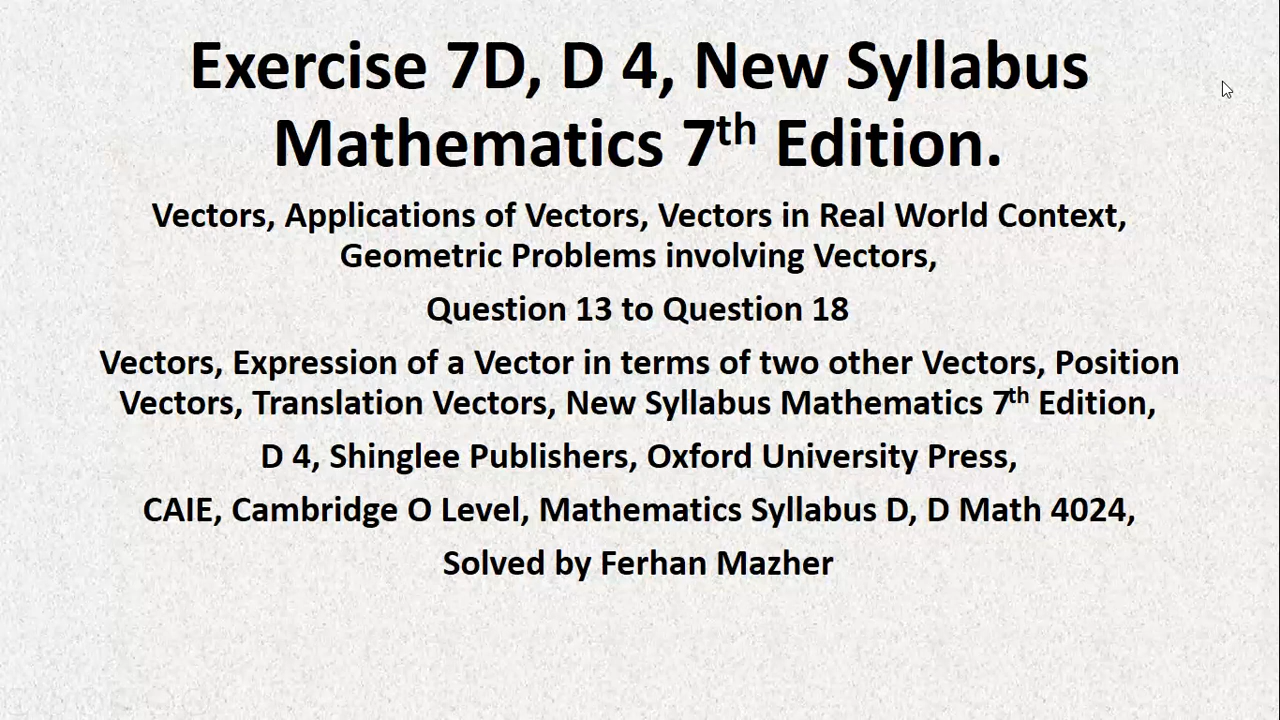 Exercise 7D, D 4, New Syllabus
Mathematics 7th Edition.
Vectors, Applications of Vectors, Vectors in Real World Context,
Geometric Problems involving Vectors,
Question 13 to Question 18
Vectors, Expression of a Vector in terms of two other Vectors, Position
Vectors, Translation Vectors, New Syllabus Mathematics 7th Edition,
D 4, Shinglee Publishers, Oxford University Press,
CAIE, Cambridge O Level, Mathematics Syllabus D, D Math 4024,
Solved by Ferhan Mazher